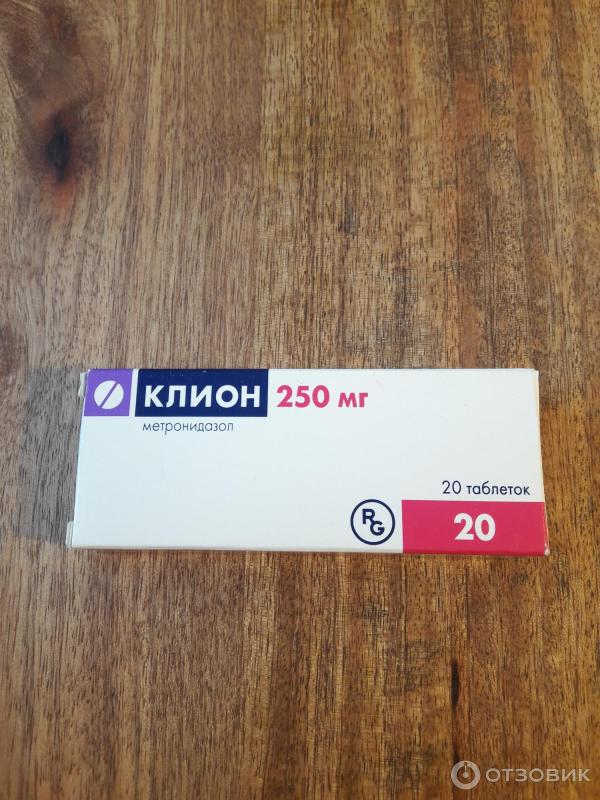 КЛИОН 250 мг
метронидазол
20 таблеток
RG
20
ОТЗОВИК